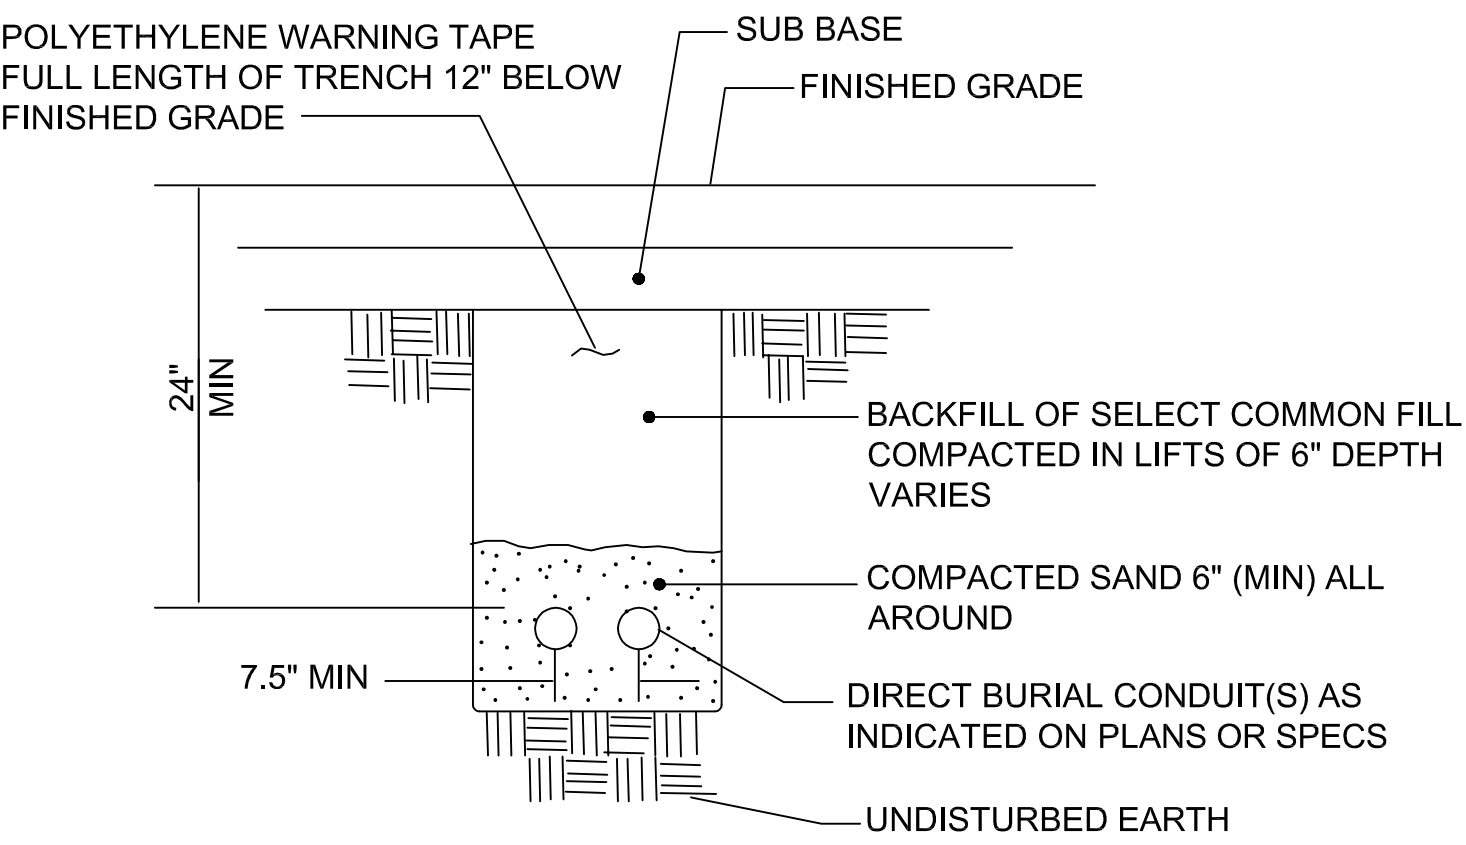 POLYETHYLENE WARNING TAPE
FULL LENGTH OF TRENCH 12" BELOW
FINISHED GRADE
SUB BASE
FINISHED GRADE
24"
MIN
BACKFILL OF SELECT COMMON FILL
COMPACTED IN LIFTS OF 6" DEPTH
VARIES
COMPACTED SAND 6" (MIN) ALL
AROUND
7.5" MIN
DIRECT BURIAL CONDUIT(S) AS
INDICATED ON PLANS OR SPECS
UNDISTURBED EARTH